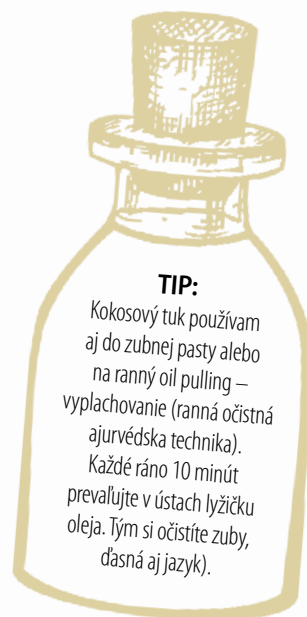 TIP:
Kokosový tuk používam
aj do zubnej pasty alebo
na ranný oil pulling –
vyplachovanie (ranná očistná
ajurvédska technika).
Každé ráno 10 minút
prevaľujte v ústach lyžičku
oleja. Tým si očistíte zuby,
ďasná aj jazyk).